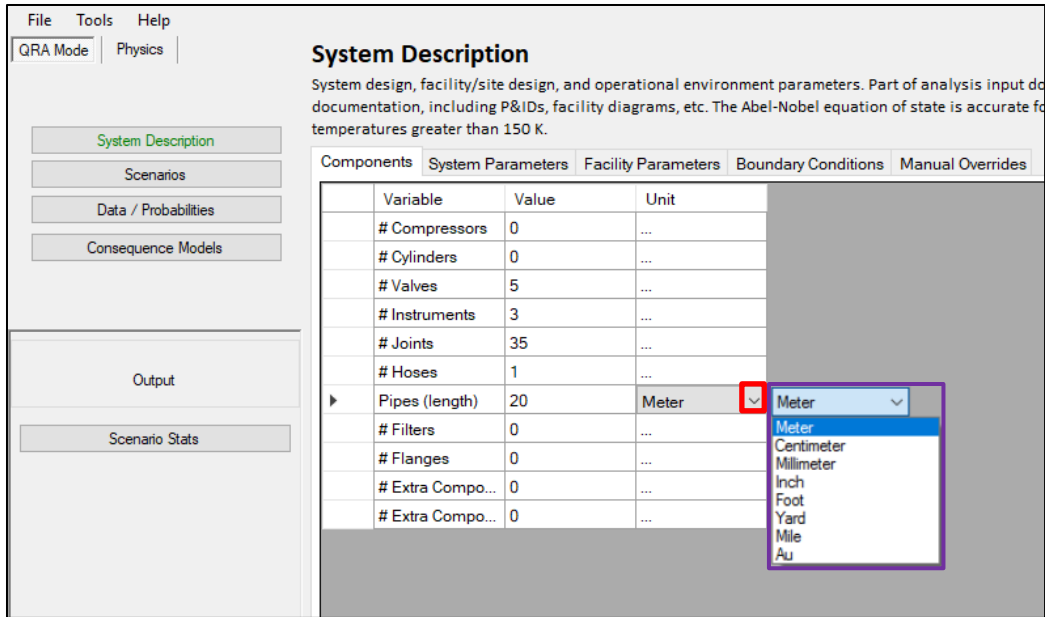 File Tools Help
QRA Mode Physics
System Description
Scenarios
Data / Probabilities
Consequence Models
Output
Scenario Stats
System Description
System design, facility/site design, and operational environment parameters. Part of analysis input do
documentation, including P&IDs, facility diagrams, etc. The Abel-Nobel equation of state is accurate fo
temperatures greater than 150 K.
Components System Parameters Facility Parameters Boundary Conditions Manual Overrides
Variable Value Unit
# Compressors 0 ...
# Cylinders 0 ...
# Valves 5 ...
# Instruments 3 ...
# Joints 35 ...
# Hoses 1 ...
Pipes (length) 20 Meter
# Filters 0 ...
# Flanges 0 ...
# Extra Compo... 0 ...
# Extra Compo... 0 ...
Meter
Meter
Centimeter
Millimeter
Inch
Foot
Yard
Mile
Au